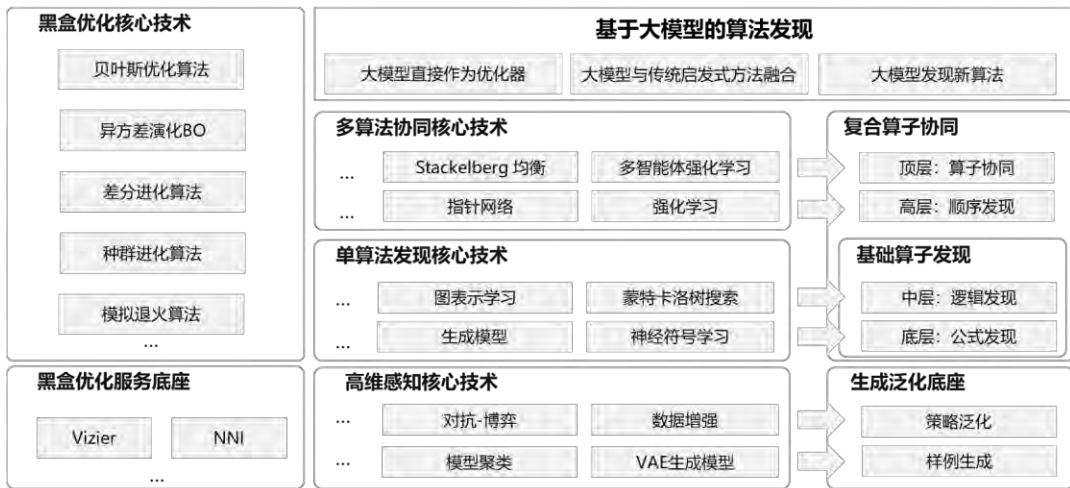 黑盒优化核心技术
贝叶斯优化算法
异方差演化BO
差分进化算法
种群进化算法
模拟退火算法
...
黑盒优化服务底座
Vizier
NNI
...
基于大模型的算法发现
大模型直接作为优化器
大模型与传统启发式方法融合
大模型发现新算法
多算法协同核心技术
... Stackelberg 均衡 多智能体强化学习
... 指针网络 强化学习
复合算子协同
顶层：算子协同
高层：顺序发现
单算法发现核心技术
... 图表示学习 蒙特卡洛树搜索
... 生成模型 神经符号学习
基础算子发现
中层：逻辑发现
底层：公式发现
高维感知核心技术
... 对抗-博弈 数据增强
... 模型聚类 VAE生成模型
生成泛化底座
策略泛化
样例生成